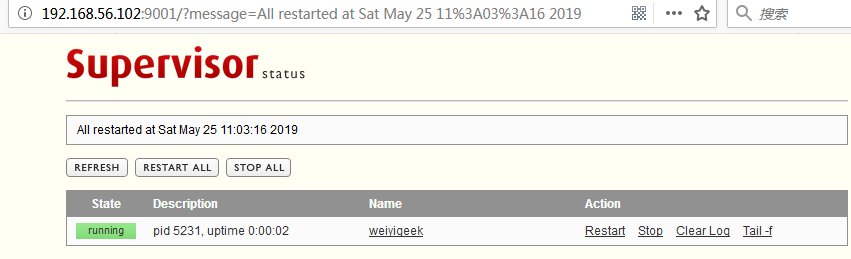 192.168.56.102:9001/?message=All restarted at Sat May 25 11%3A03%3A16 2019
搜索
Supervisor status
All restarted at Sat May 25 11:03:16 2019
REFRESH RESTART ALL STOP ALL
State Description Name Action
running pid 5231, uptime 0:00:02 weiyigeek Restart Stop Clear Log Tail -f